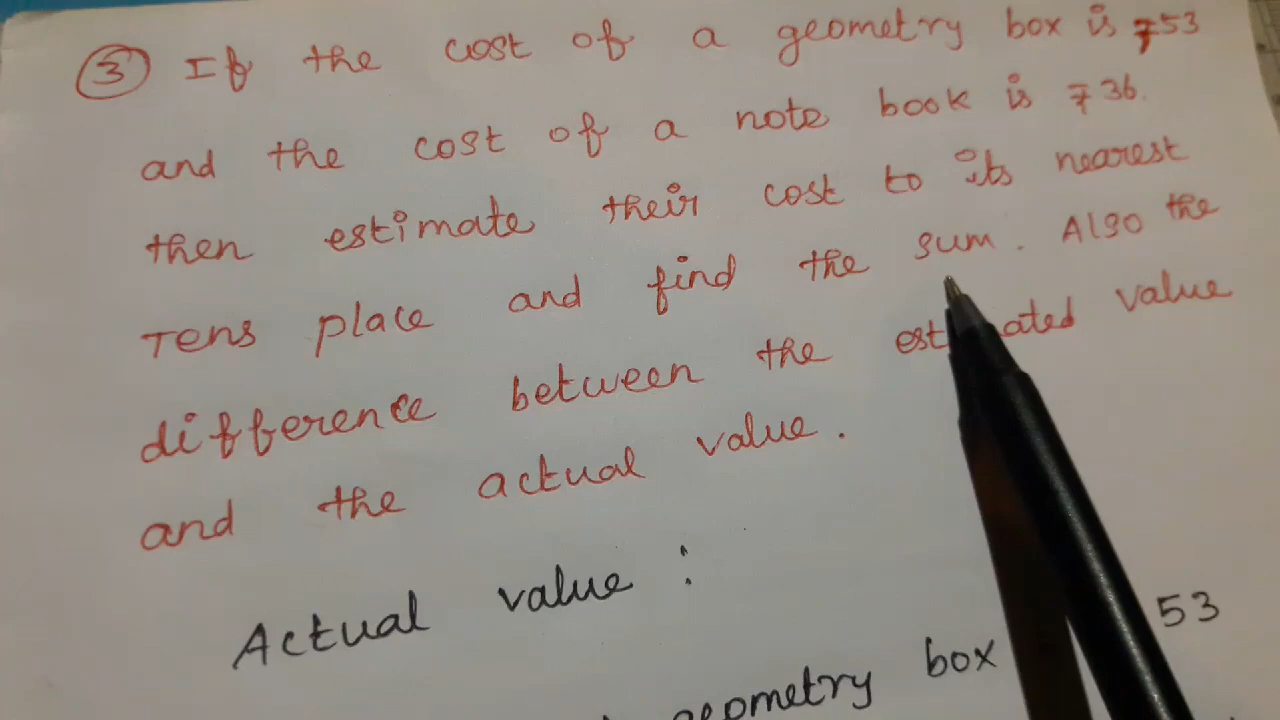 3 If the cost of a geometry box is ₹53
and the cost of a note book is ₹36.
then estimate their cost to its nearest
Tens place and find the sum. Also the
difference between the value
and the actual value.
Actual value :
geometry box 53